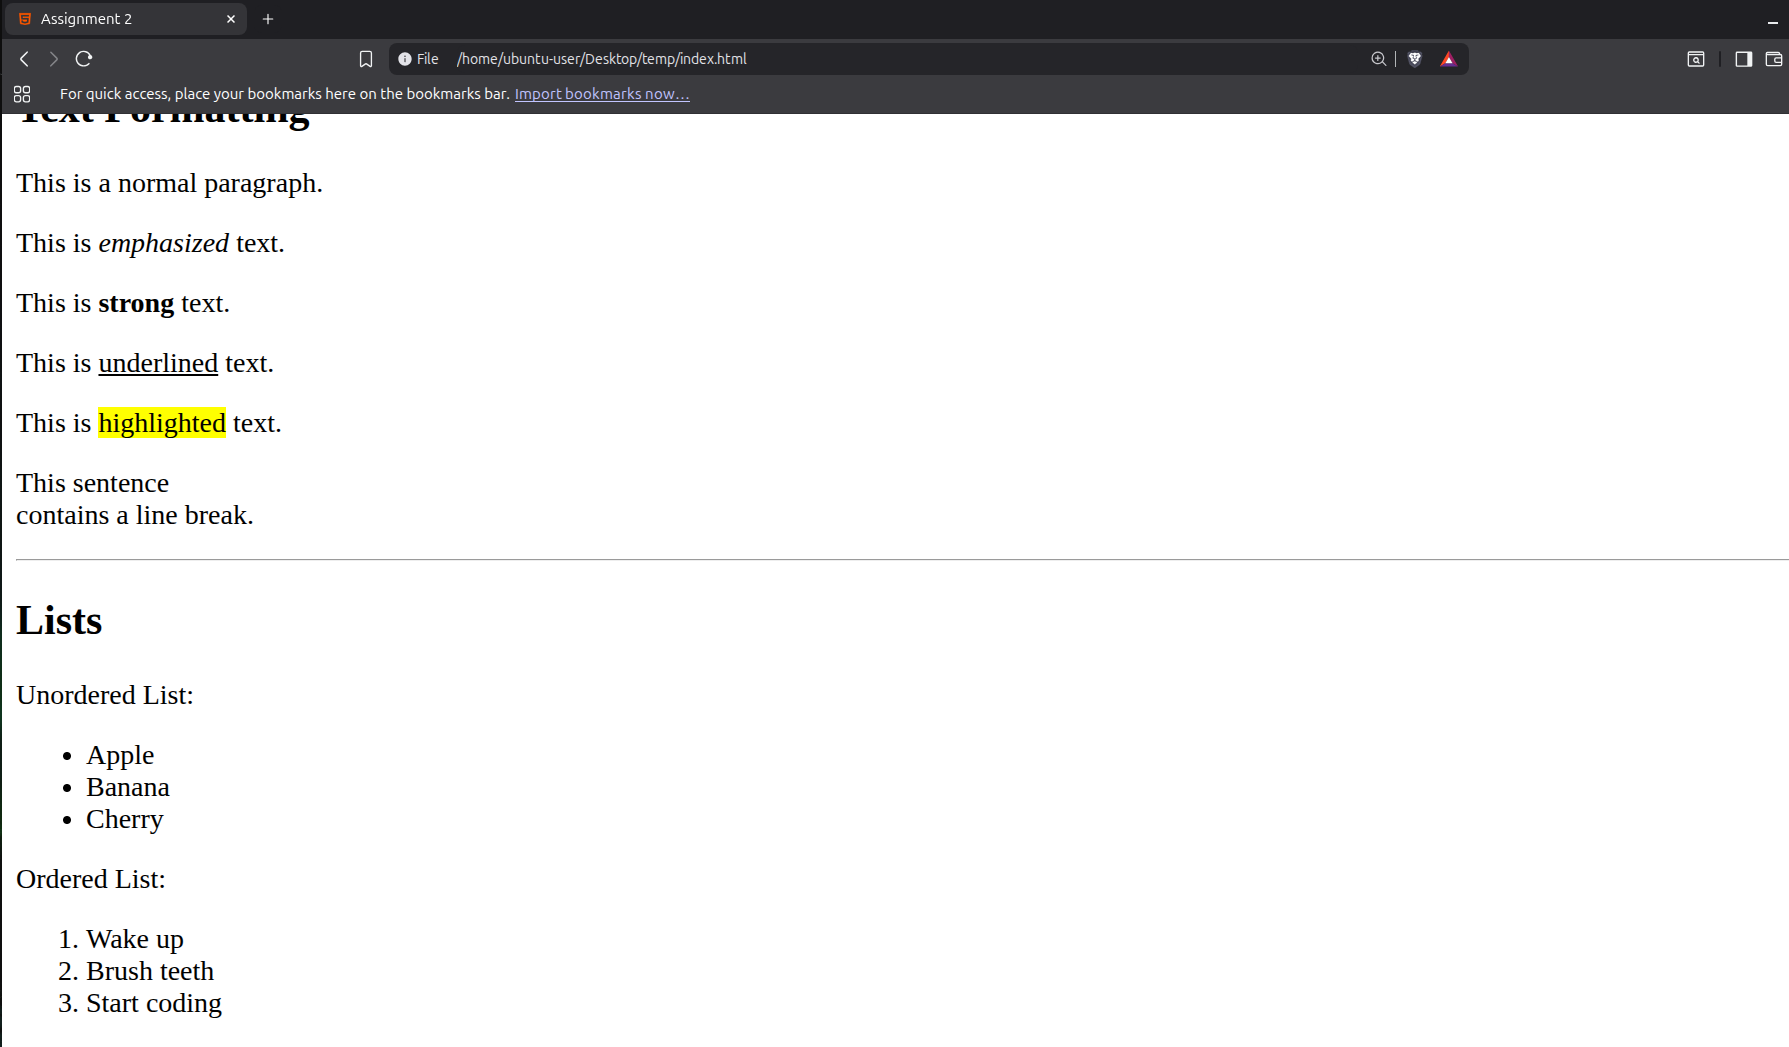 Assignment 2
File /home/ubuntu-user/Desktop/temp/index.html
For quick access, place your bookmarks here on the bookmarks bar. Import bookmarks now...
Text Formatting
This is a normal paragraph.
This is emphasized text.
This is strong text.
This is underlined text.
This is highlighted text.
This sentence
contains a line break.
Lists
Unordered List:
• Apple
• Banana
• Cherry
Ordered List:
1. Wake up
2. Brush teeth
3. Start coding